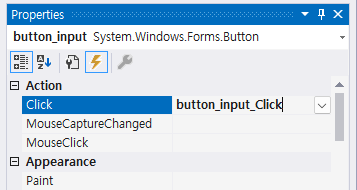 Properties
button_input System.Windows.Forms.Button
Action
Click button_input_Click
MouseCaptureChanged
MouseClick
Appearance
Paint